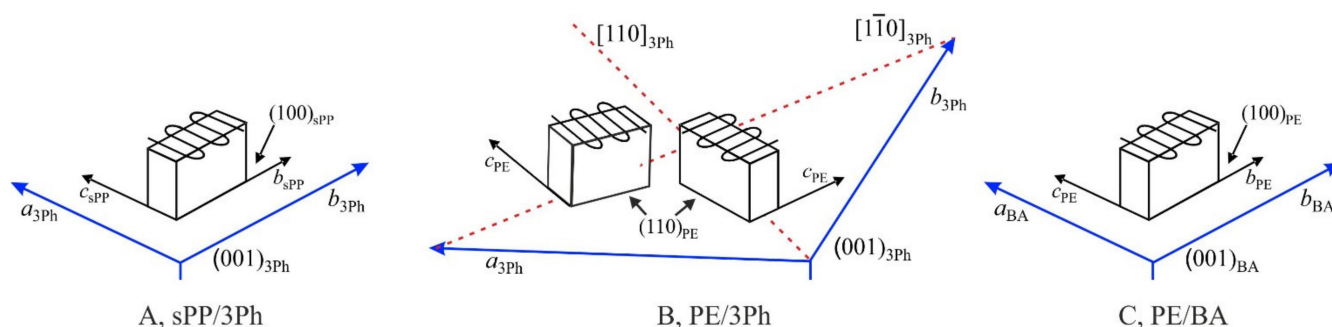 (100)sPP
csPP
bsPP
a3Ph
b3Ph
(001)3Ph
A, sPP/3Ph
[110]3Ph
[11̅0]3Ph
b3Ph
cPE
cPE
(110)PE
a3Ph
(001)3Ph
B, PE/3Ph
(100)PE
cPE
bPE
aBA
bBA
(001)BA
C, PE/BA